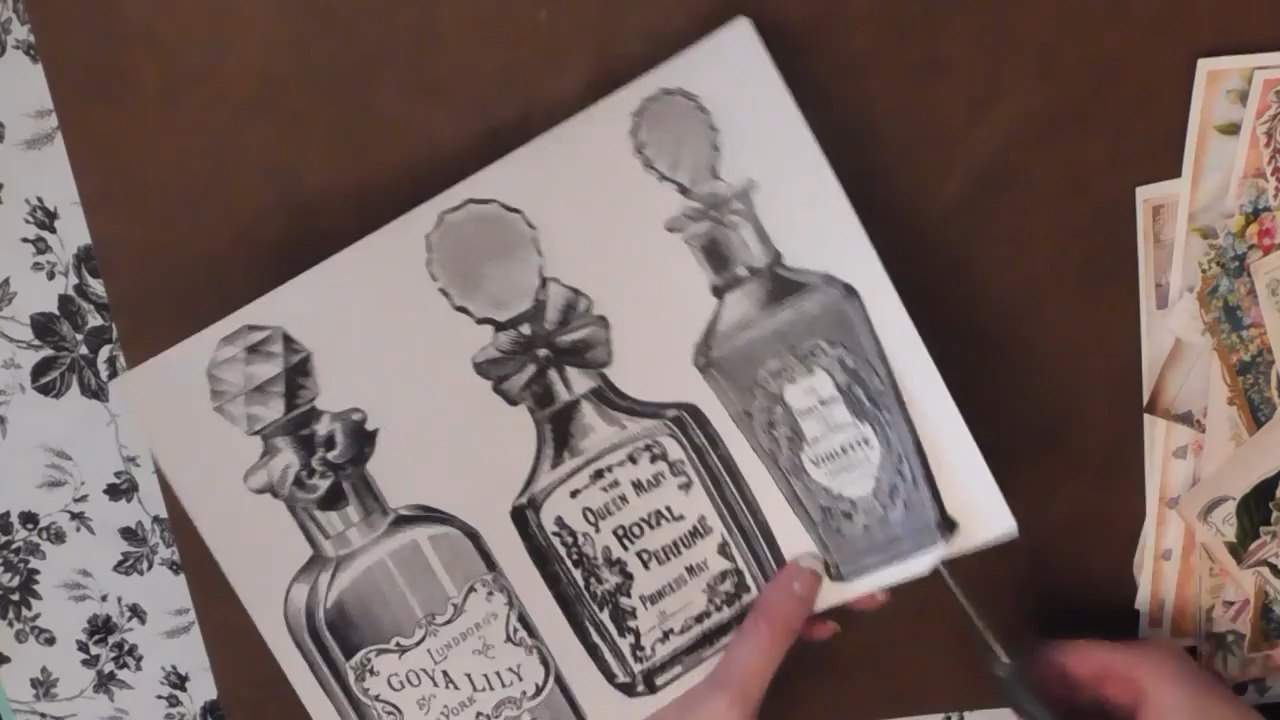 LUNDBORG'S
GOYA LILY
YORK
THE
QUEEN MARY
ROYAL
PERFUME
PRINCESS MAY
VIOLETTE